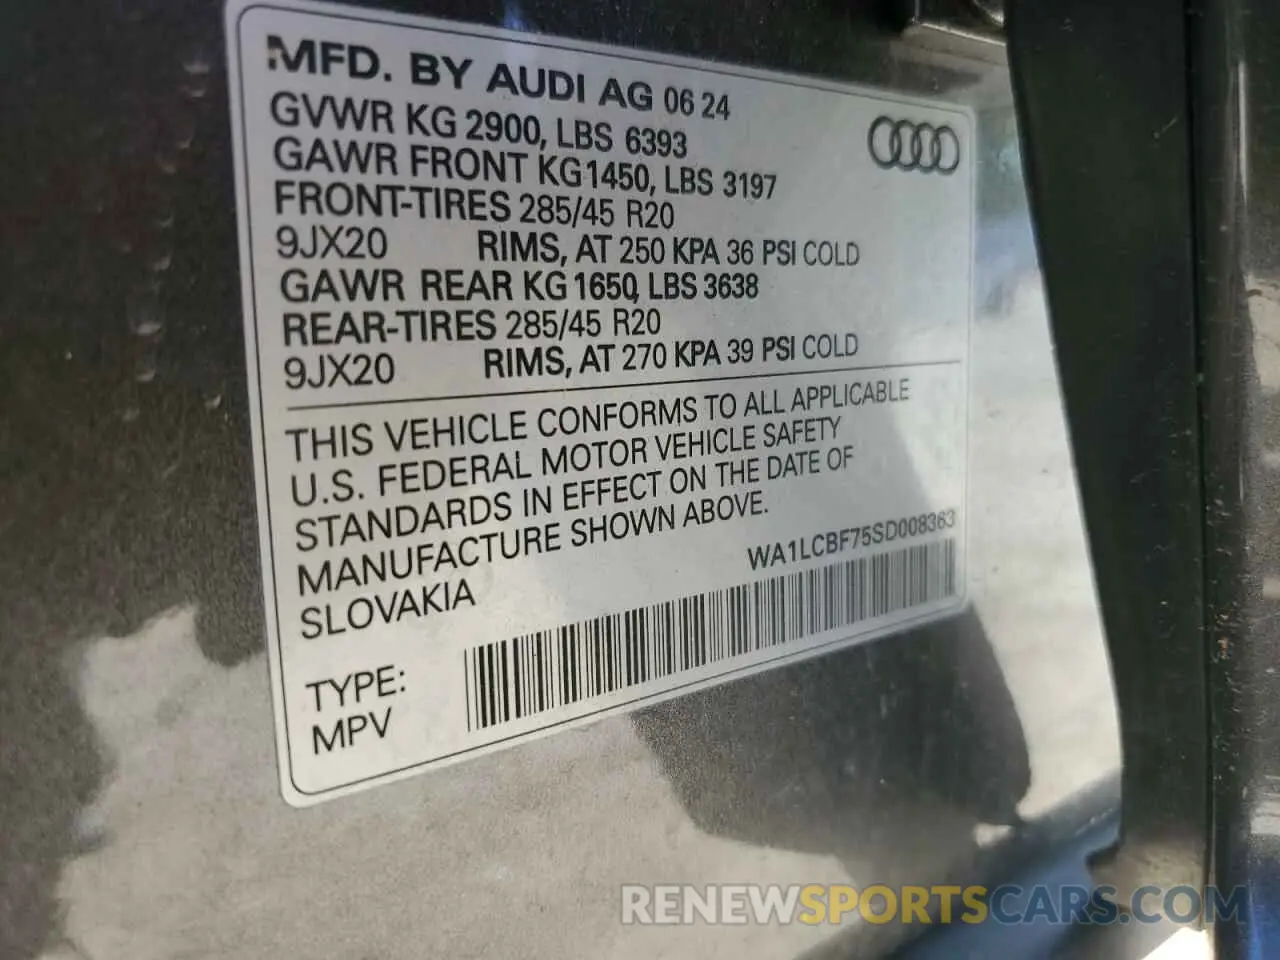 MFD. BY AUDI AG 06 24
GVWR KG 2900, LBS 6393
GAWR FRONT KG 1450, LBS 3197
FRONT-TIRES 285/45 R20
9JX20 RIMS, AT 250 KPA 36 PSI COLD
GAWR REAR KG 1650, LBS 3638
REAR-TIRES 285/45 R20
9JX20 RIMS, AT 270 KPA 39 PSI COLD
THIS VEHICLE CONFORMS TO ALL APPLICABLE
U.S. FEDERAL MOTOR VEHICLE SAFETY
STANDARDS IN EFFECT ON THE DATE OF
MANUFACTURE SHOWN ABOVE.
SLOVAKIA
WA1LCBF75SD008363
TYPE:
MPV
RENEWSPORTSCARS.COM